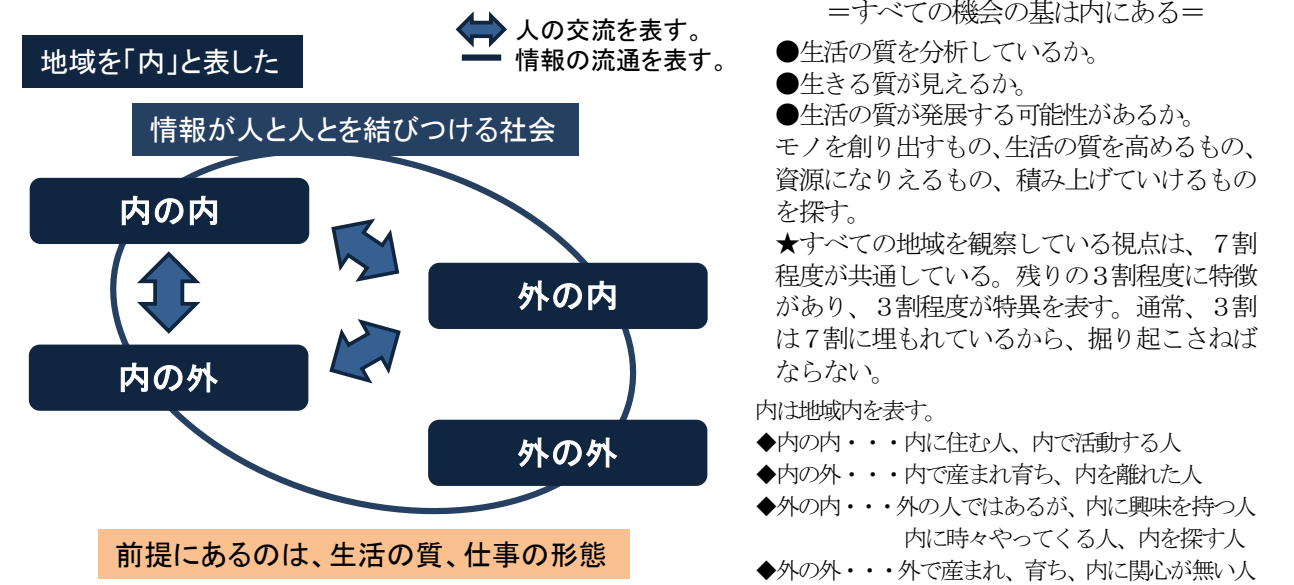 地域を「内」と表した
人の交流を表す。
情報の流通を表す。
情報が人と人とを結びつける社会
内の内
外の内
内の外
外の外
前提にあるのは、生活の質、仕事の形態
＝すべての機会の基は内にある＝
●生活の質を分析しているか。
●生きる質が見えるか。
●生活の質が発展する可能性があるか。
モノを創り出すもの、生活の質を高めるもの、
資源になりえるもの、積み上げていけるもの
を探す。
★すべての地域を観察している視点は、７割
程度が共通している。残りの３割程度に特徴
があり、３割程度が特異を表す。通常、３割
は７割に埋もれているから、掘り起こさねば
ならない。
内は地域内を表す。
◆内の内・・・内に住む人、内で活動する人
◆内の外・・・内で産まれ育ち、内を離れた人
◆外の内・・・外の人ではあるが、内に興味を持つ人
内に時々やってくる人、内を探す人
◆外の外・・・外で産まれ、育ち、内に関心が無い人